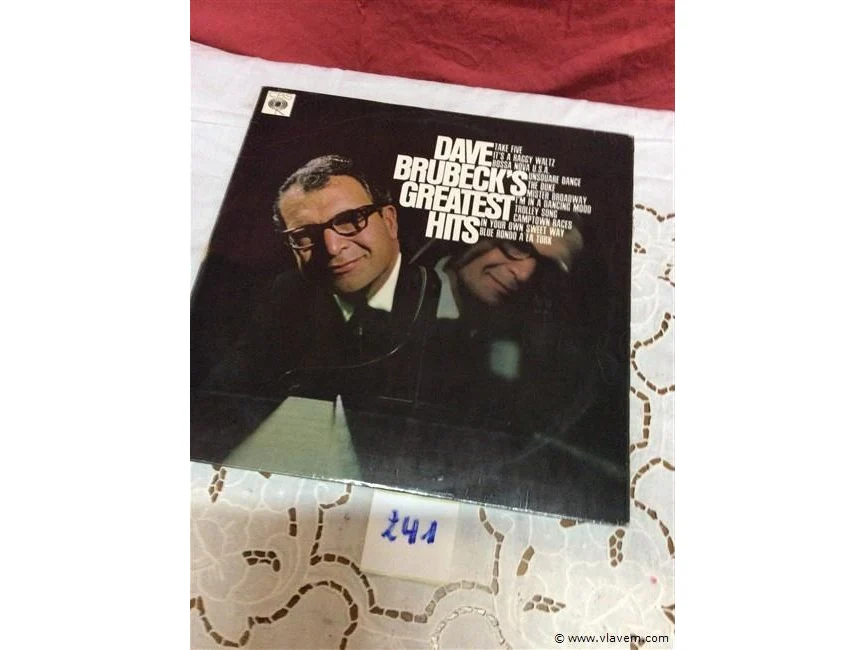 DAVE
BRUBECK'S
GREATEST
HITS
TAKE FIVE
IT'S A RAGGY WALTZ
BOSSA NOVA U.S.A.
UNSQUARE DANCE
THE DUKE
MISTER BROADWAY
I'M IN A DANCING MOOD
TROLLEY SONG
CAMPTOWN RACES
IN YOUR OWN SWEET WAY
BLUE RONDO A LA TURK
241
© www.vlavem.com